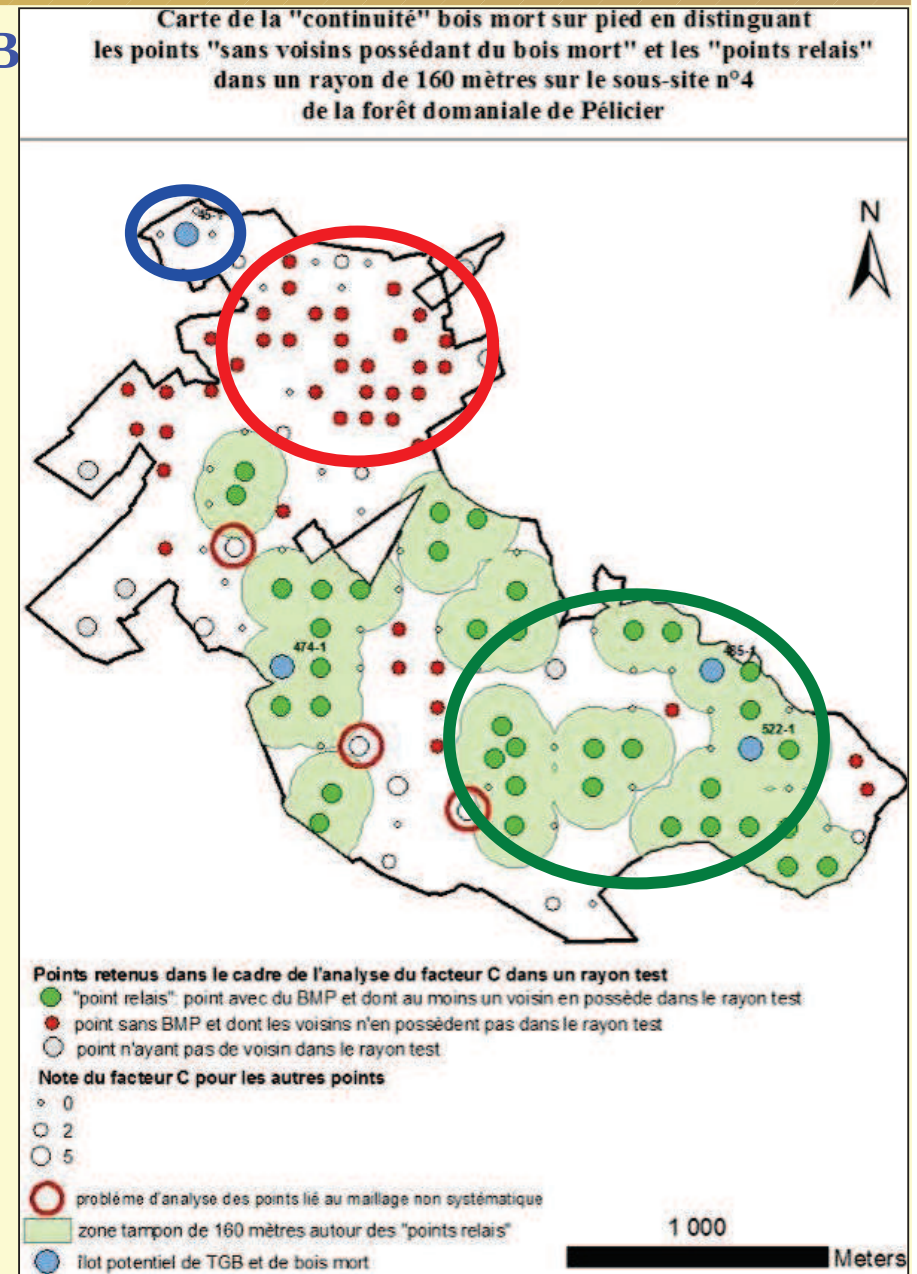 B
Carte de la "continuité" bois mort sur pied en distinguant
les points "sans voisins possédant du bois mort" et les "points relais"
dans un rayon de 160 mètres sur le sous-site n°4
de la forêt domaniale de Pélicier
N
45-1
474-1
485-1
522-1
Points retenus dans le cadre de l'analyse du facteur C dans un rayon test
"point relais": point avec du BMP et dont au moins un voisin en possède dans le rayon test
point sans BMP et dont les voisins n'en possèdent pas dans le rayon test
point n'ayant pas de voisin dans le rayon test
Note du facteur C pour les autres points
0
2
5
problème d'analyse des points lié au maillage non systématique
zone tampon de 160 mètres autour des "points relais"
îlot potentiel de TGB et de bois mort
1 000
Meters